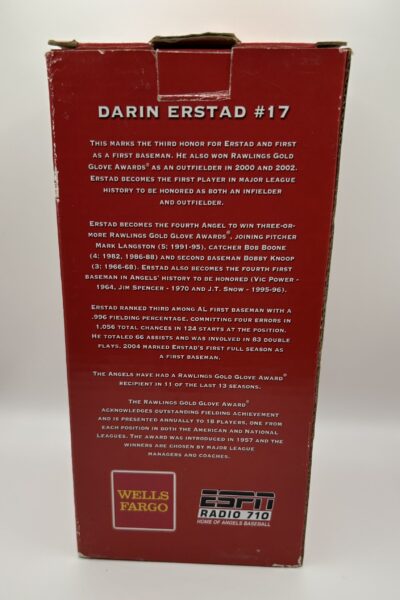 DARIN ERSTAD #17
THIS MARKS THE THIRD HONOR FOR ERSTAD AND FIRST
AS A FIRST BASEMAN. HE ALSO WON RAWLINGS GOLD
GLOVE AWARDS® AS AN OUTFIELDER IN 2000 AND 2002.
ERSTAD BECOMES THE FIRST PLAYER IN MAJOR LEAGUE
HISTORY TO BE HONORED AS BOTH AN INFIELDER
AND OUTFIELDER.
ERSTAD BECOMES THE FOURTH ANGEL TO WIN THREE-OR-
MORE RAWLINGS GOLD GLOVE AWARDS®, JOINING PITCHER
MARK LANGSTON (5: 1991-95), CATCHER BOB BOONE
(4: 1982, 1986-88) AND SECOND BASEMAN BOBBY KNOOP
(3: 1966-68). ERSTAD ALSO BECOMES THE FOURTH FIRST
BASEMAN IN ANGELS' HISTORY TO BE HONORED (VIC POWER -
1964, JIM SPENCER - 1970 AND J.T. SNOW - 1995-96).
ERSTAD RANKED THIRD AMONG AL FIRST BASEMAN WITH A
.996 FIELDING PERCENTAGE, COMMITTING FOUR ERRORS IN
1,056 TOTAL CHANCES IN 124 STARTS AT THE POSITION.
HE TOTALED 66 ASSISTS AND WAS INVOLVED IN 83 DOUBLE
PLAYS. 2004 MARKED ERSTAD'S FIRST FULL SEASON AS
A FIRST BASEMAN.
THE ANGELS HAVE HAD A RAWLINGS GOLD GLOVE AWARD®
RECIPIENT IN 11 OF THE LAST 13 SEASONS.
THE RAWLINGS GOLD GLOVE AWARD®
ACKNOWLEDGES OUTSTANDING FIELDING ACHIEVEMENT
AND IS PRESENTED ANNUALLY TO 18 PLAYERS, ONE FROM
EACH POSITION IN BOTH THE AMERICAN AND NATIONAL
LEAGUES. THE AWARD WAS INTRODUCED IN 1957 AND THE
WINNERS ARE CHOSEN BY MAJOR LEAGUE
MANAGERS AND COACHES.
WELLS
FARGO
ESPN
RADIO 710
HOME OF ANGELS BASEBALL